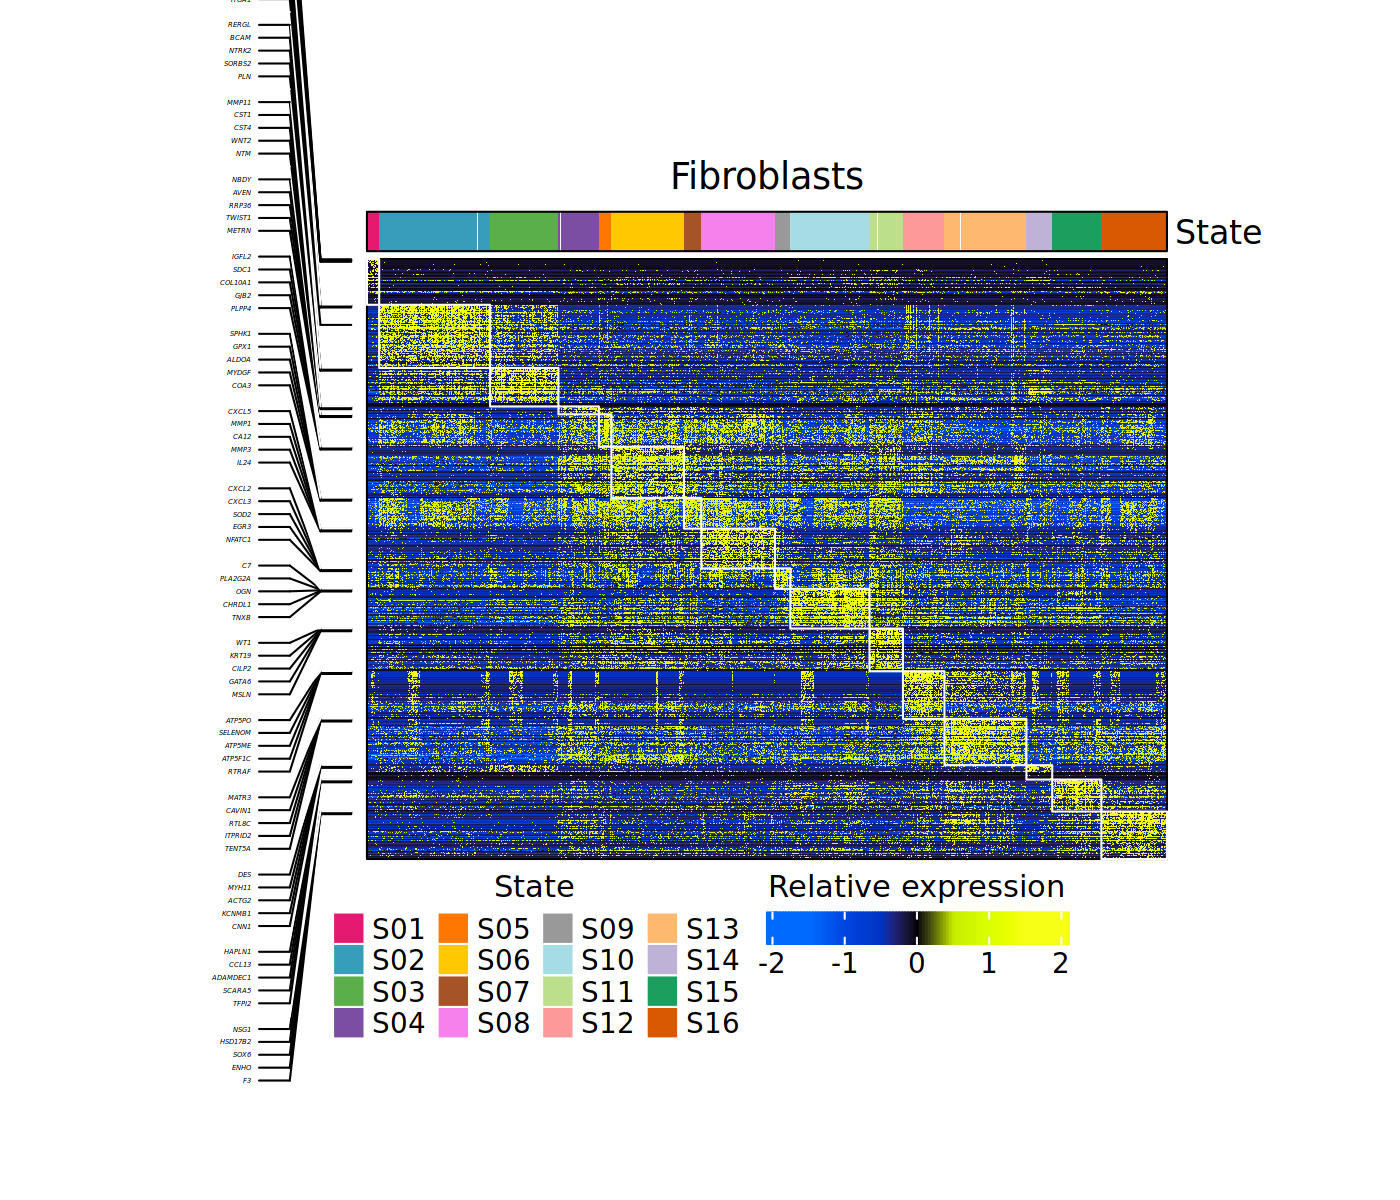 RERGL
BCAM
NTRK2
SORBS2
PLN
MMP11
CST1
CST4
WNT2
NTM
NBDY
AVEN
RRP36
TWIST1
METRN
IGFL2
SDC1
COL10A1
GJB2
PLPP4
SPHK1
GPX1
ALDOA
MYDGF
COA3
CXCL5
MMP1
CA12
MMP3
IL24
CXCL2
CXCL3
SOD2
EGR3
NFATC1
C7
PLA2G2A
OGN
CHRDL1
TNXB
WT1
KRT19
CILP2
GATA6
MSLN
ATP5PO
SELENOM
ATP5ME
ATP5F1C
RTRAF
MATR3
CAVIN1
RTL8C
ITPRID2
TENT5A
DES
MYH11
ACTG2
KCNMB1
CNN1
HAPLN1
CCL13
ADAMDEC1
SCARA5
TFPI2
NSG1
HSD17B2
SOX6
ENHO
F3
Fibroblasts
State
State
S01 S05 S09 S13
S02 S06 S10 S14
S03 S07 S11 S15
S04 S08 S12 S16
Relative expression
-2 -1 0 1 2